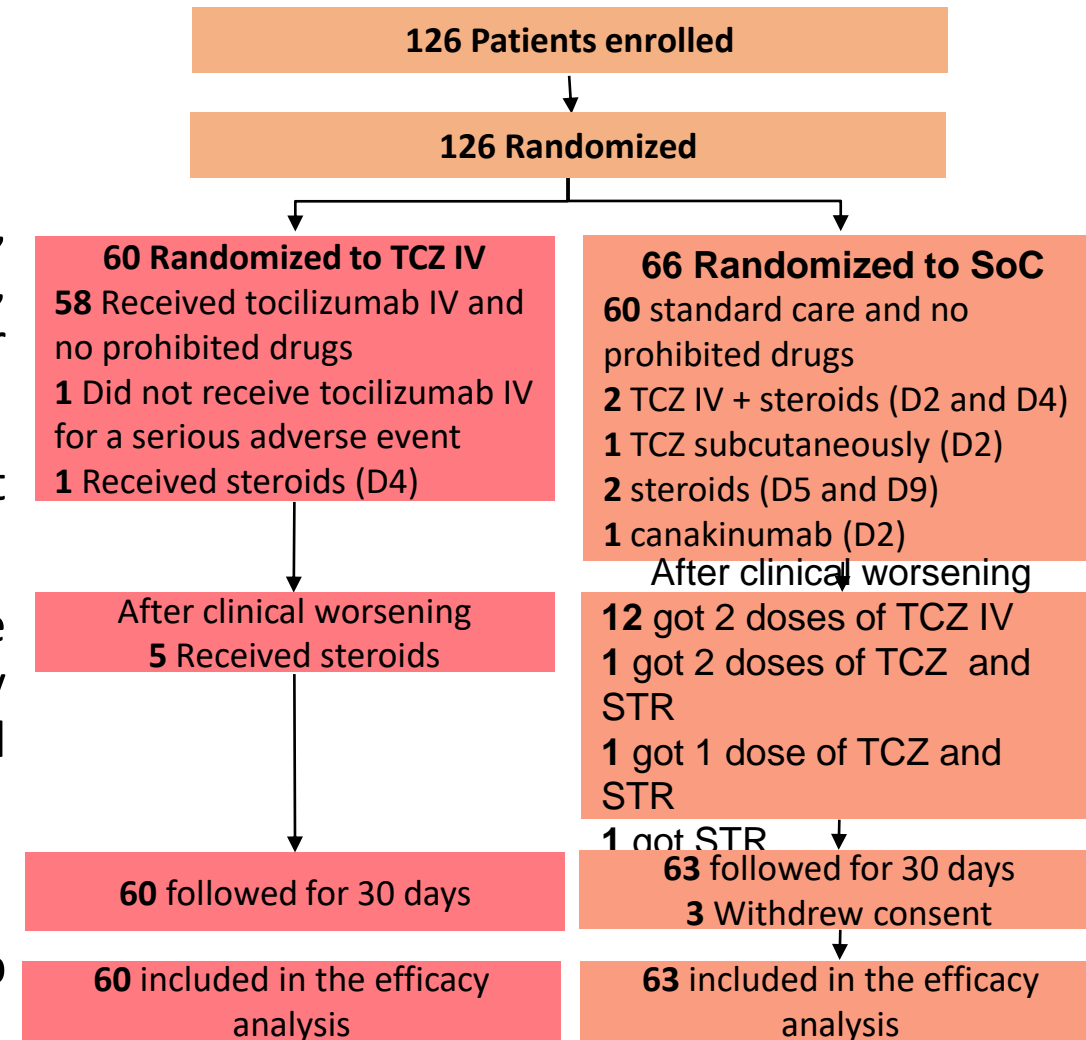 126 Patients enrolled
126 Randomized
60 Randomized to TCZ IV
58 Received tocilizumab IV and
no prohibited drugs
1 Did not receive tocilizumab IV
for a serious adverse event
1 Received steroids (D4)
After clinical worsening
5 Received steroids
60 followed for 30 days
60 included in the efficacy
analysis
66 Randomized to SoC
60 standard care and no
prohibited drugs
2 TCZ IV + steroids (D2 and D4)
1 TCZ subcutaneously (D2)
2 steroids (D5 and D9)
1 canakinumab (D2)
After clinical worsening
12 got 2 doses of TCZ IV
1 got 2 doses of TCZ and
STR
1 got 1 dose of TCZ and
STR
1 got STR
63 followed for 30 days
3 Withdrew consent
63 included in the efficacy
analysis